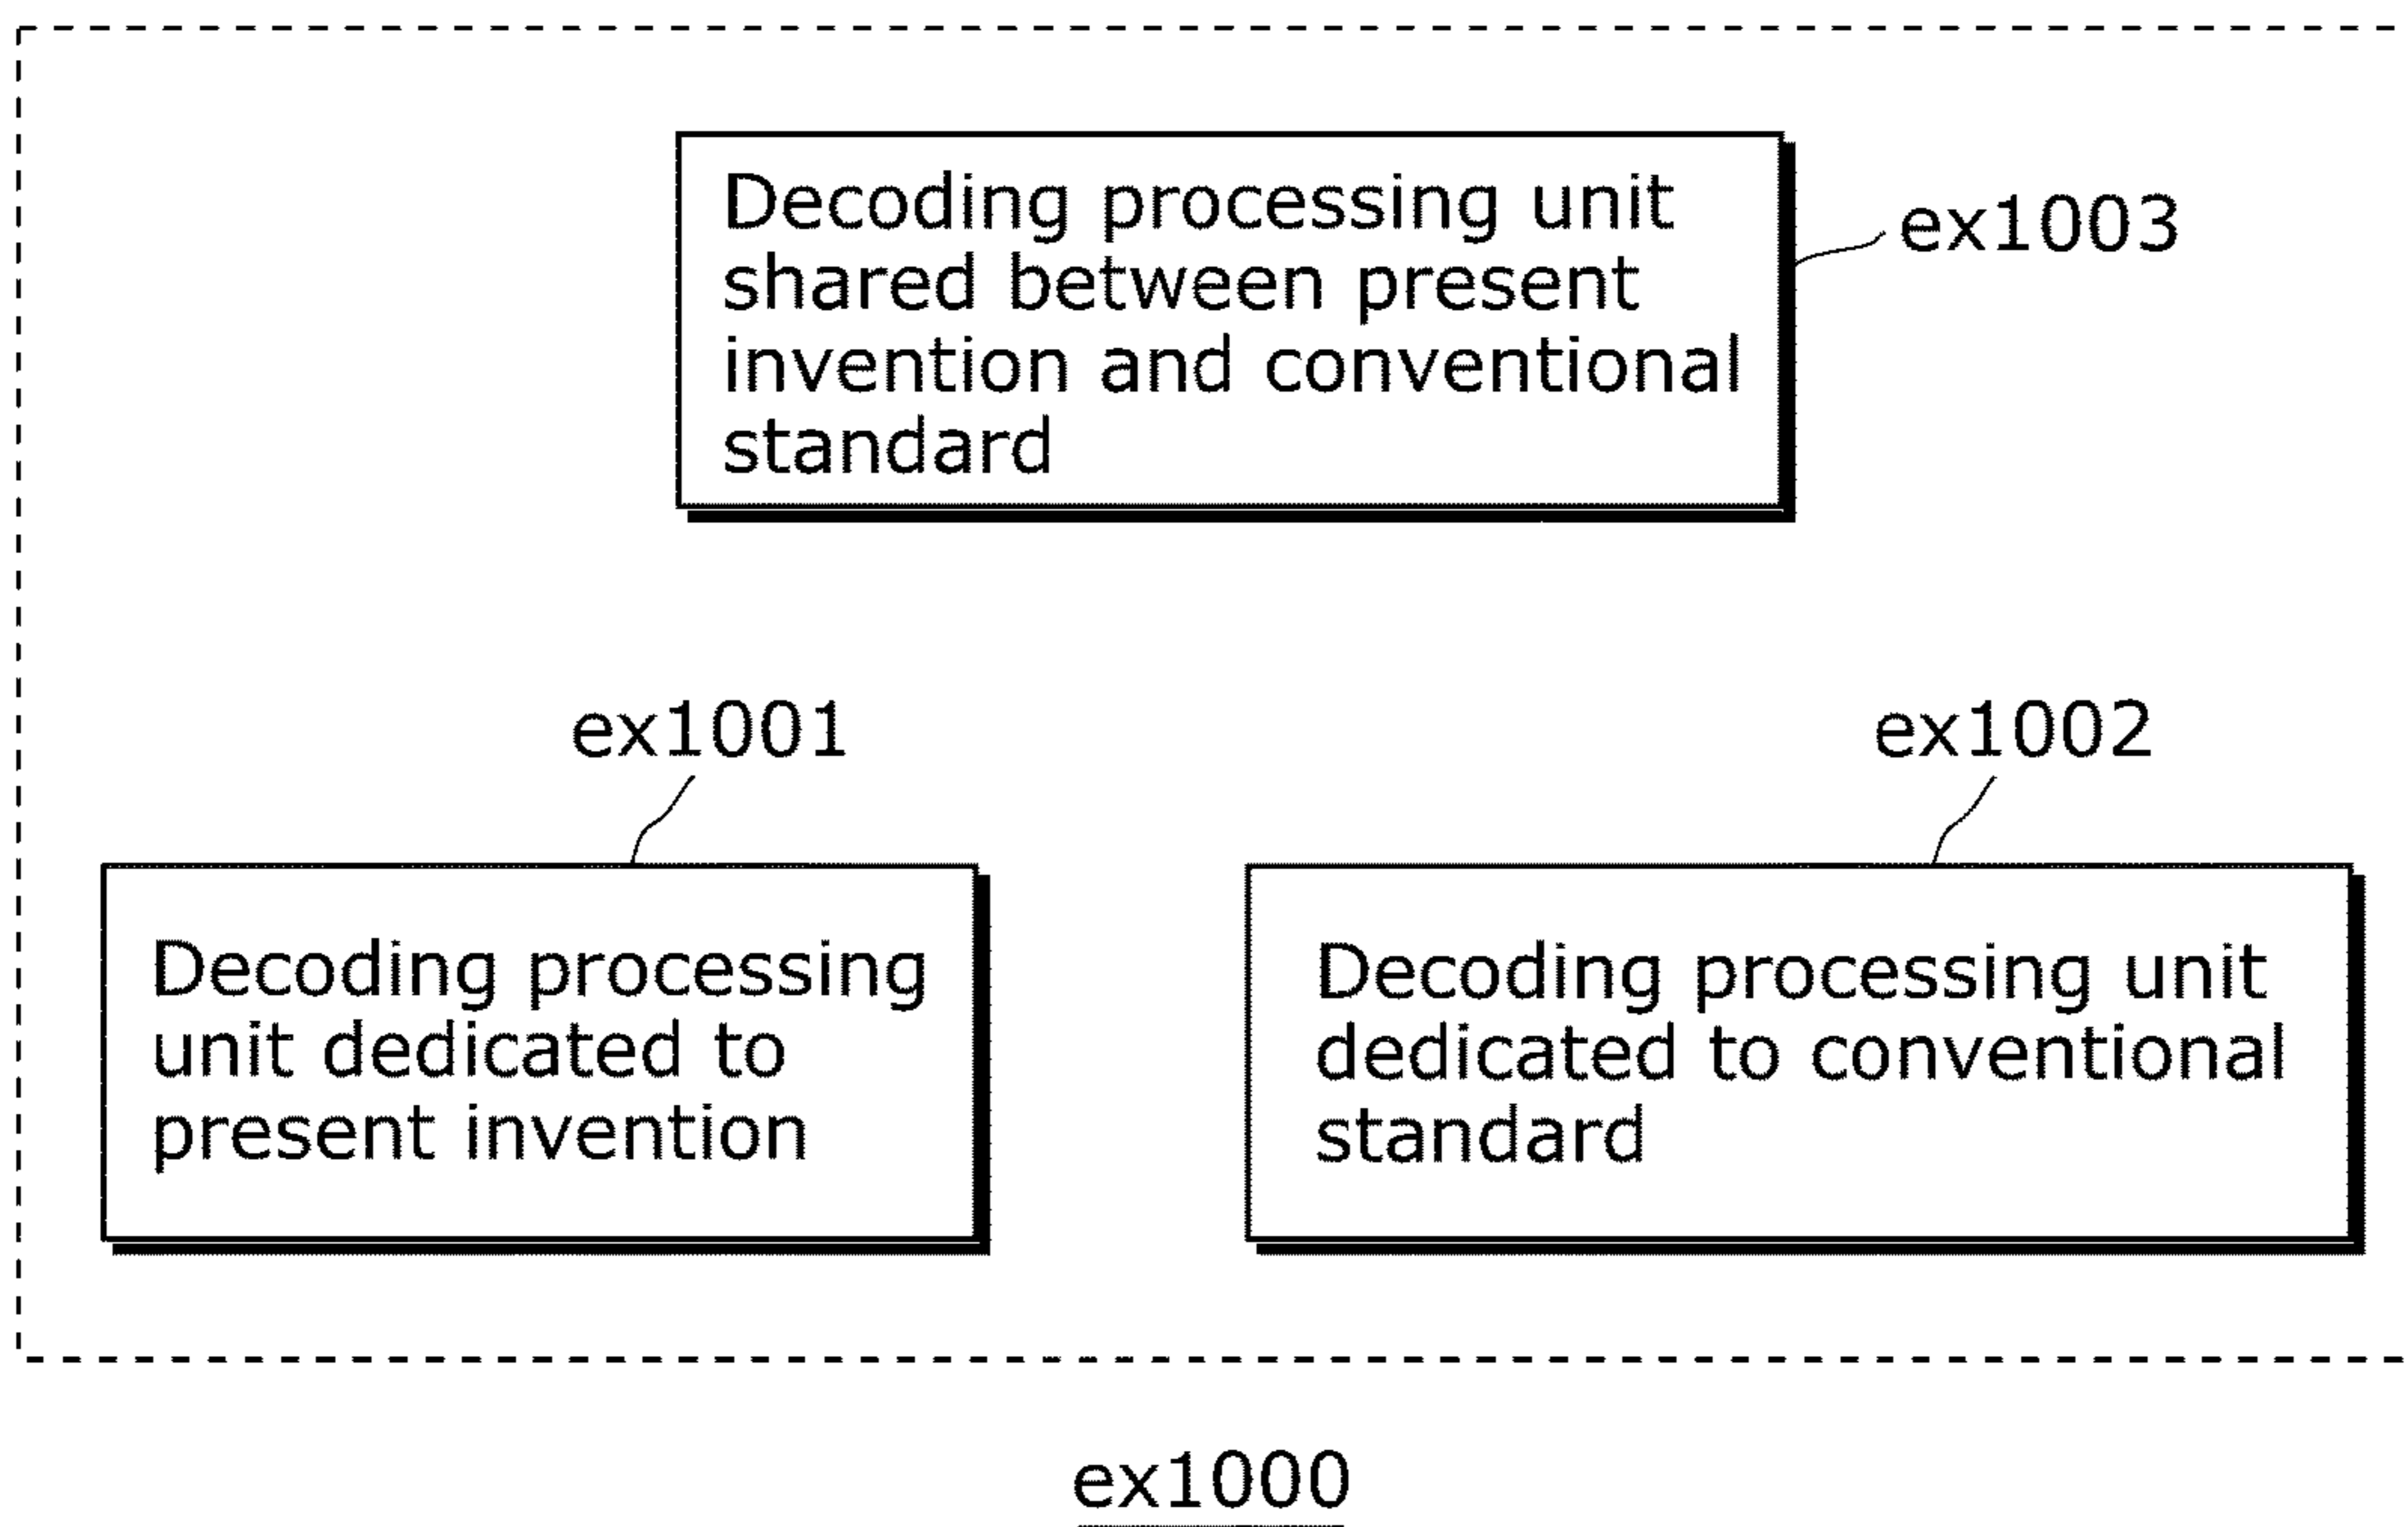 Decoding processing unit
shared between present
invention and conventional
standard
ex1003
ex1001
ex1002
Decoding processing
unit dedicated to
present invention
Decoding processing unit
dedicated to conventional
standard
ex1000